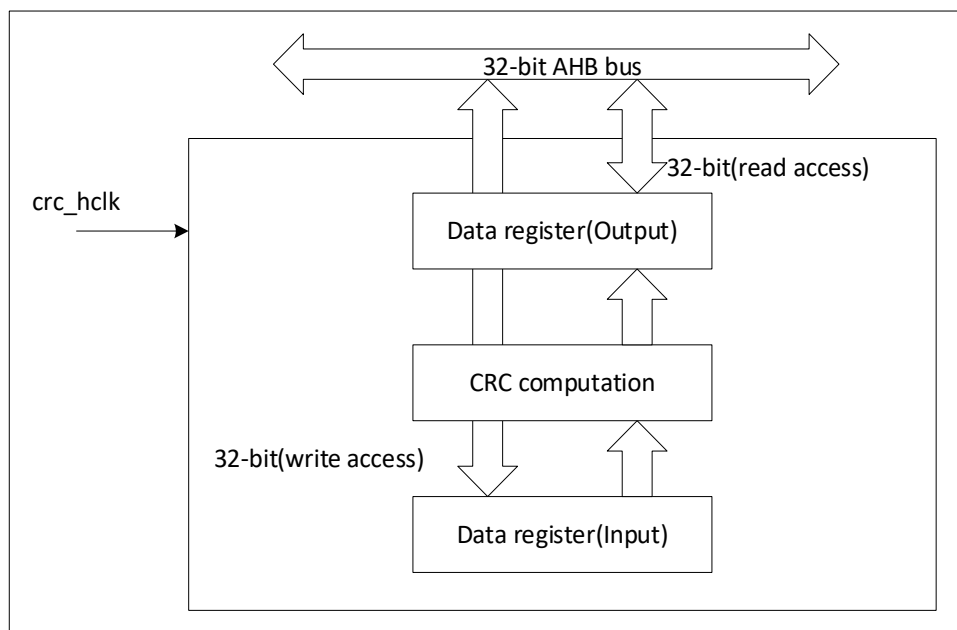 32-bit AHB bus
32-bit(read access)
crc_hclk
Data register(Output)
CRC computation
32-bit(write access)
Data register(Input)